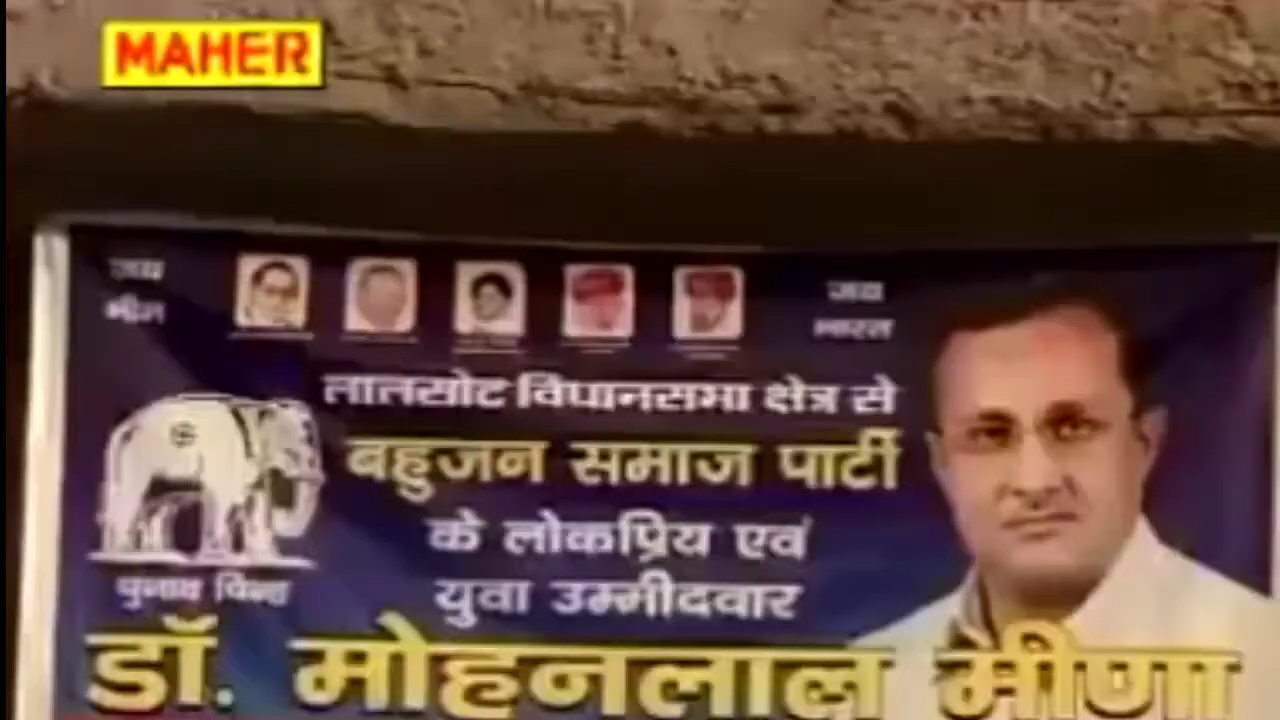 MAHER
जय भीम
जय भारत
लालसोट विधानसभा क्षेत्र से
बहुजन समाज पार्टी
के लोकप्रिय एवं
युवा उम्मीदवार
चुनाव चिन्ह
डॉ. मोहनलाल मीणा